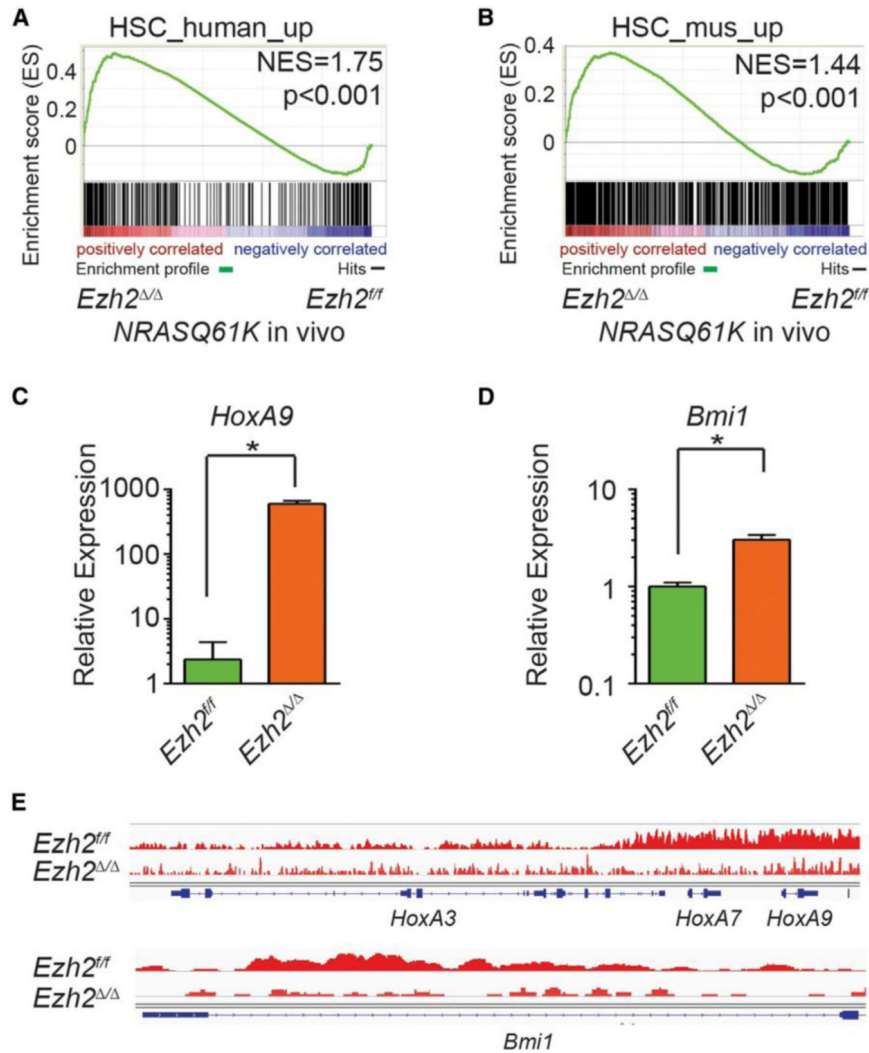 A
HSC_human_up
Enrichment score (ES)
0.4
0.2
0
NES=1.75
p<0.001
positively correlated negatively correlated
Enrichment profile Hits
Ezh2Δ/Δ Ezh2f/f
NRASQ61K in vivo
B
HSC_mus_up
Enrichment score (ES)
0.4
0.2
0
NES=1.44
p<0.001
positively correlated negatively correlated
Enrichment profile Hits
Ezh2Δ/Δ Ezh2f/f
NRASQ61K in vivo
C
HoxA9
*
Relative Expression
1000
100
10
1
Ezh2f/f
Ezh2Δ/Δ
D
Bmi1
*
Relative Expression
10
1
0.1
Ezh2f/f
Ezh2Δ/Δ
E
Ezh2f/f
Ezh2Δ/Δ
HoxA3 HoxA7 HoxA9
Ezh2f/f
Ezh2Δ/Δ
Bmi1